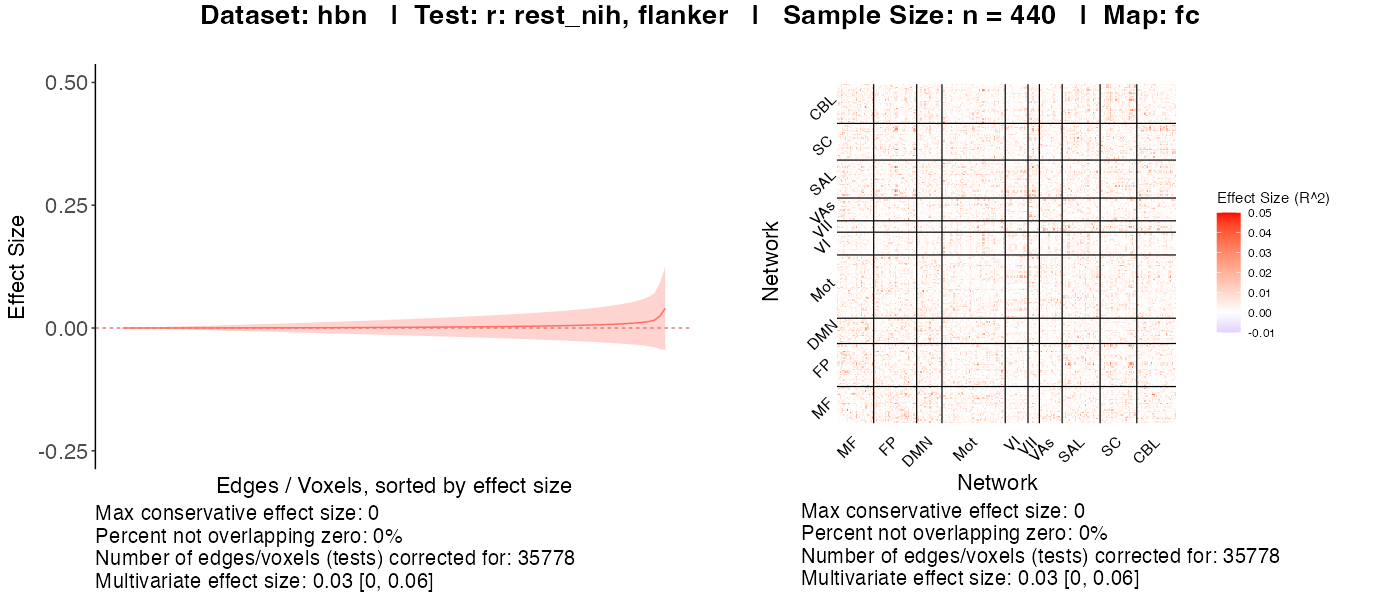 Dataset: hbn | Test: r: rest_nih, flanker | Sample Size: n = 440 | Map: fc
0.50
0.25
0.00
-0.25
Effect Size
Edges / Voxels, sorted by effect size
Max conservative effect size: 0
Percent not overlapping zero: 0%
Number of edges/voxels (tests) corrected for: 35778
Multivariate effect size: 0.03 [0, 0.06]
Network
CBL
SC
SAL
VAs
VII
VI
Mot
DMN
FP
MF
MF
FP
DMN
Mot
VI
VII
VAs
SAL
SC
CBL
Network
Effect Size (R^2)
0.05
0.04
0.03
0.02
0.01
0.00
-0.01
Max conservative effect size: 0
Percent not overlapping zero: 0%
Number of edges/voxels (tests) corrected for: 35778
Multivariate effect size: 0.03 [0, 0.06]